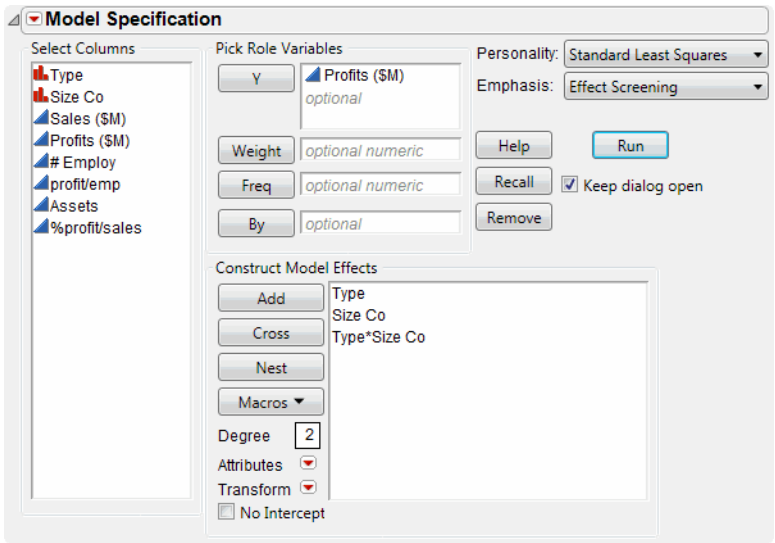 Model Specification
Select Columns
Type
Size Co
Sales ($M)
Profits ($M)
# Employ
profit/emp
Assets
%profit/sales
Pick Role Variables
Y
Profits ($M)
optional
Weight
optional numeric
Freq
optional numeric
By
optional
Personality:
Standard Least Squares
Emphasis:
Effect Screening
Help
Run
Recall
Keep dialog open
Remove
Construct Model Effects
Add
Cross
Nest
Macros
Degree
2
Attributes
Transform
No Intercept
Type
Size Co
Type*Size Co